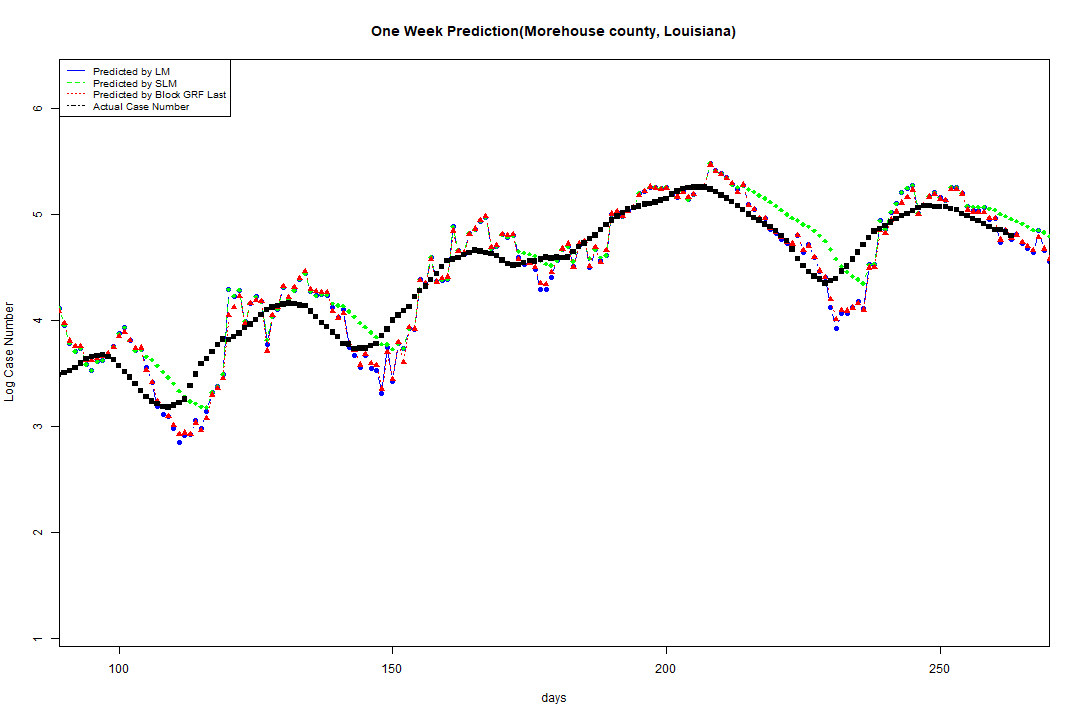 One Week Prediction(Morehouse county, Louisiana)
Predicted by LM
Predicted by SLM
Predicted by Block GRF Last
Actual Case Number
6
5
4
3
2
1
Log Case Number
100 150 200 250
days